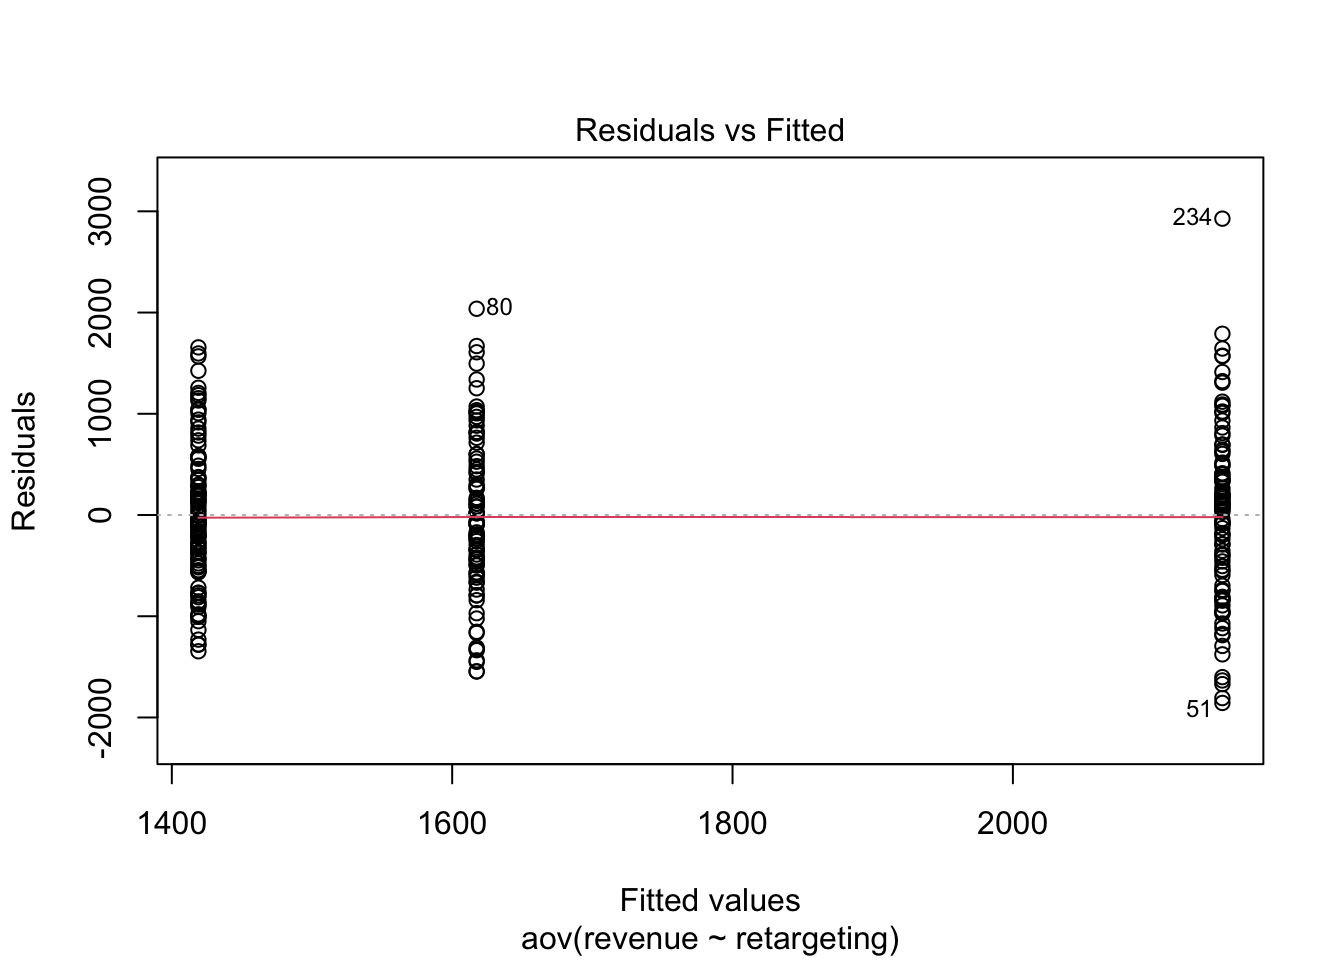 Residuals vs Fitted
3000
2000
1000
0
-2000
Residuals
234
80
51
1400 1600 1800 2000
Fitted values
aov(revenue ~ retargeting)